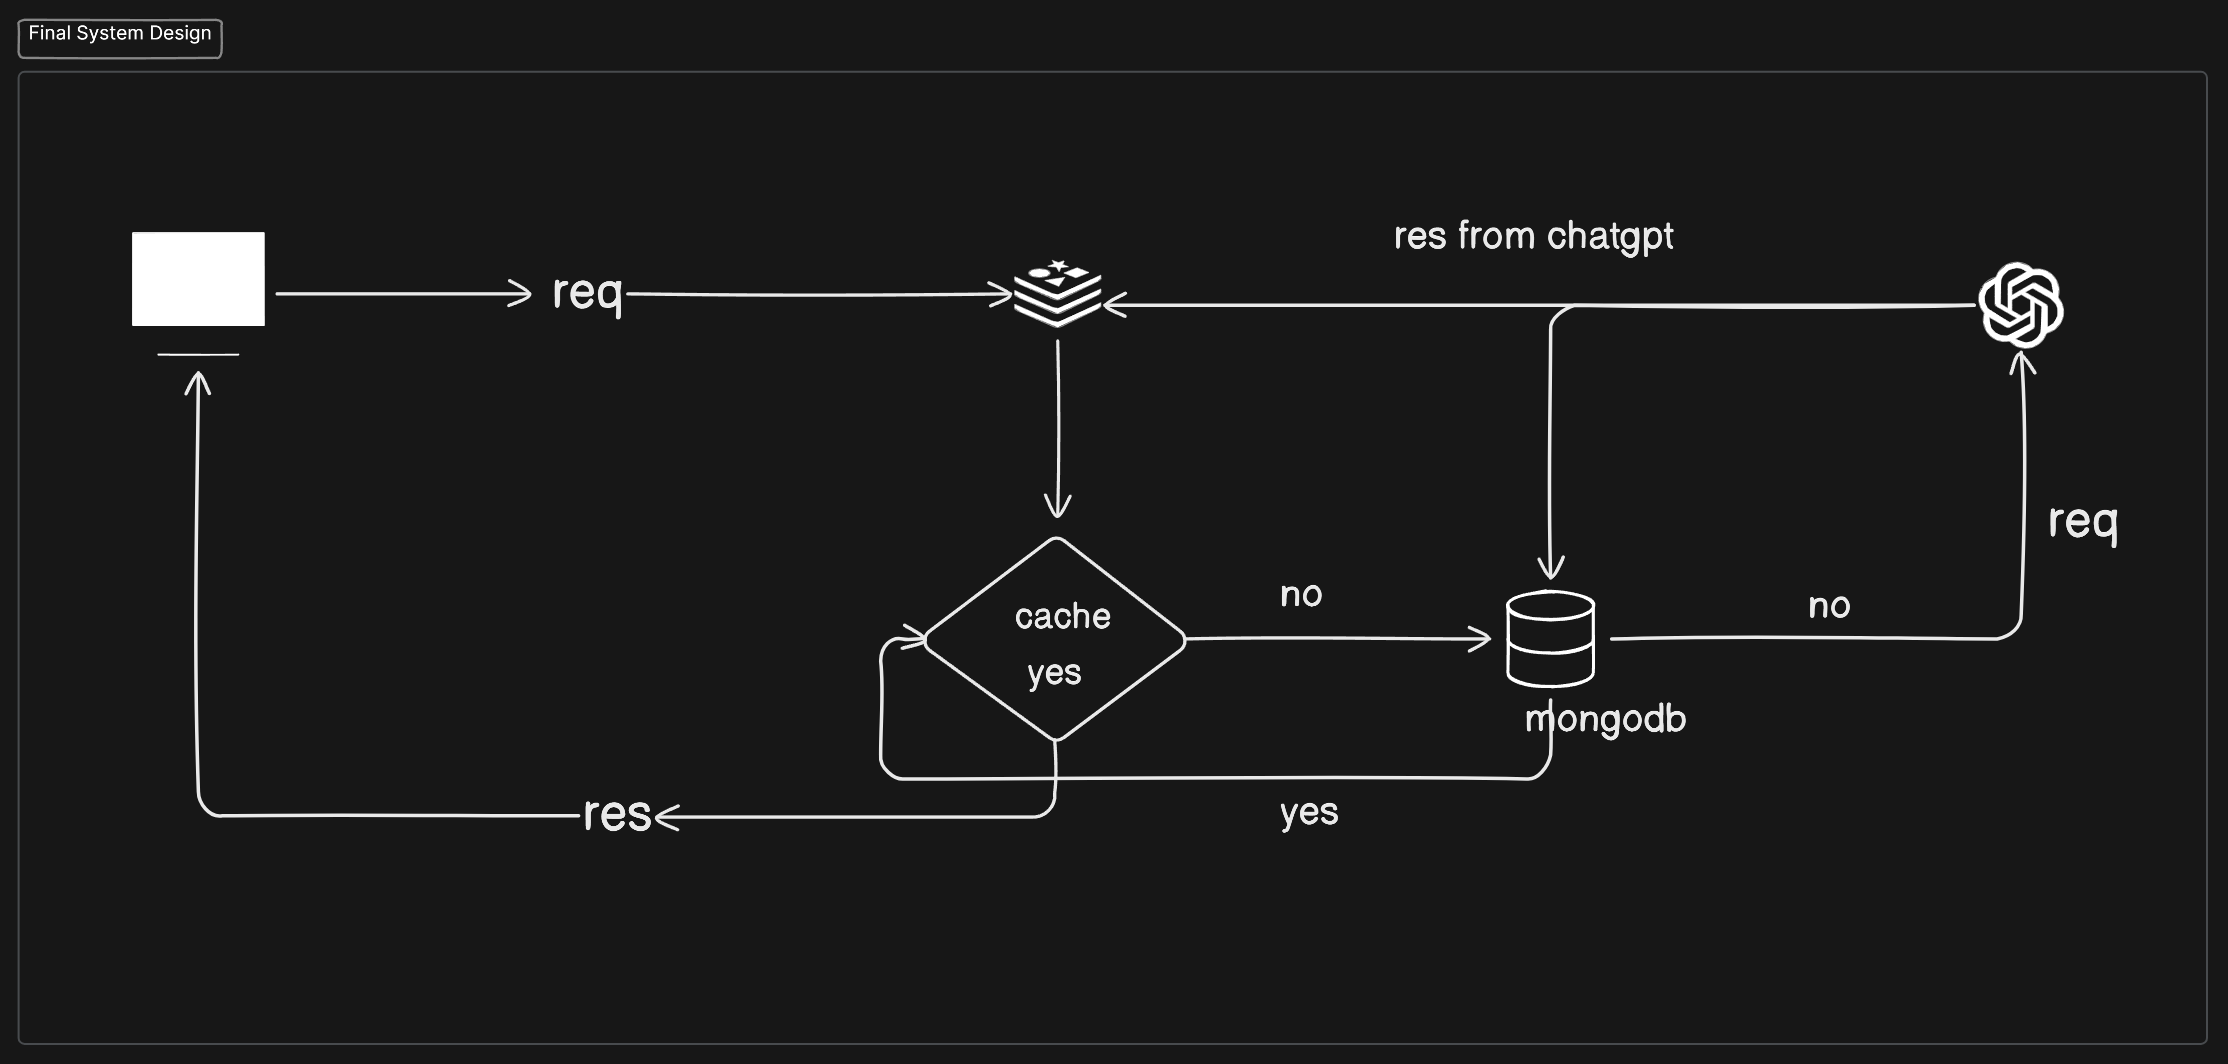 Final System Design
res from chatgpt
req
req
no
no
cache
yes
mongodb
yes
res